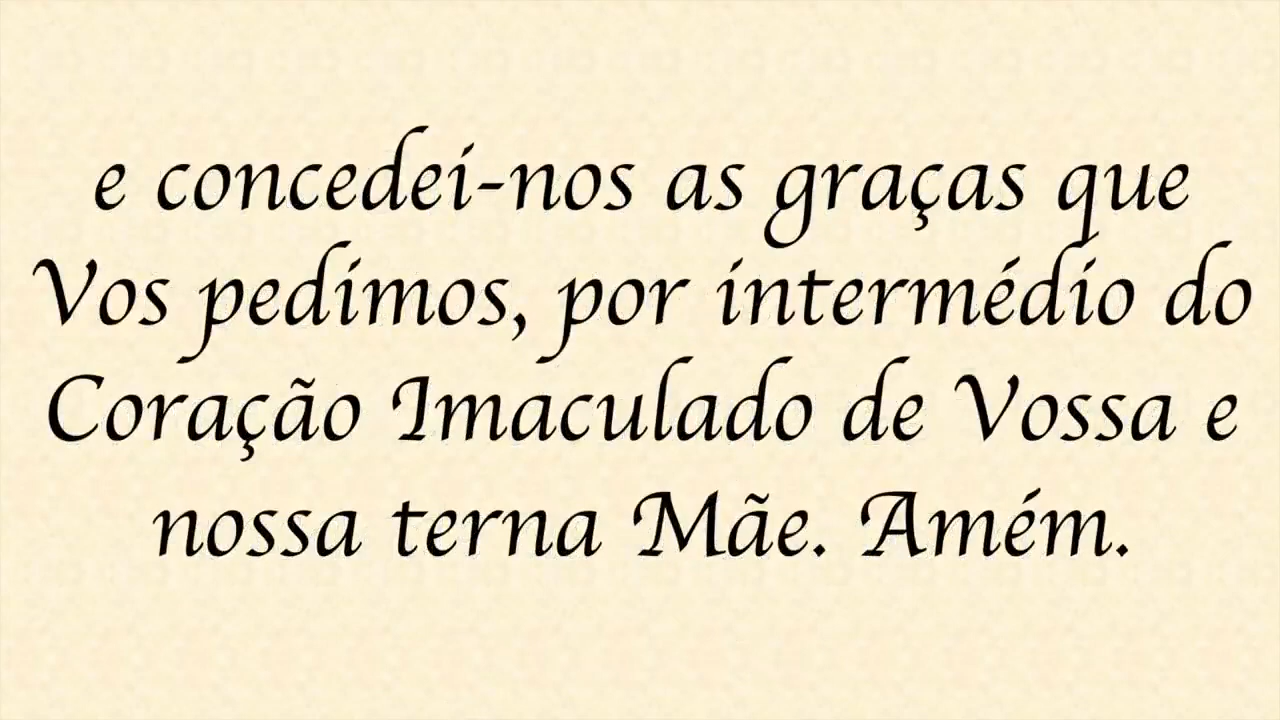 e concedei-nos as graças que
Vos pedimos, por intermédio do
Coração Imaculado de Vossa e
nossa terna Mãe. Amém.